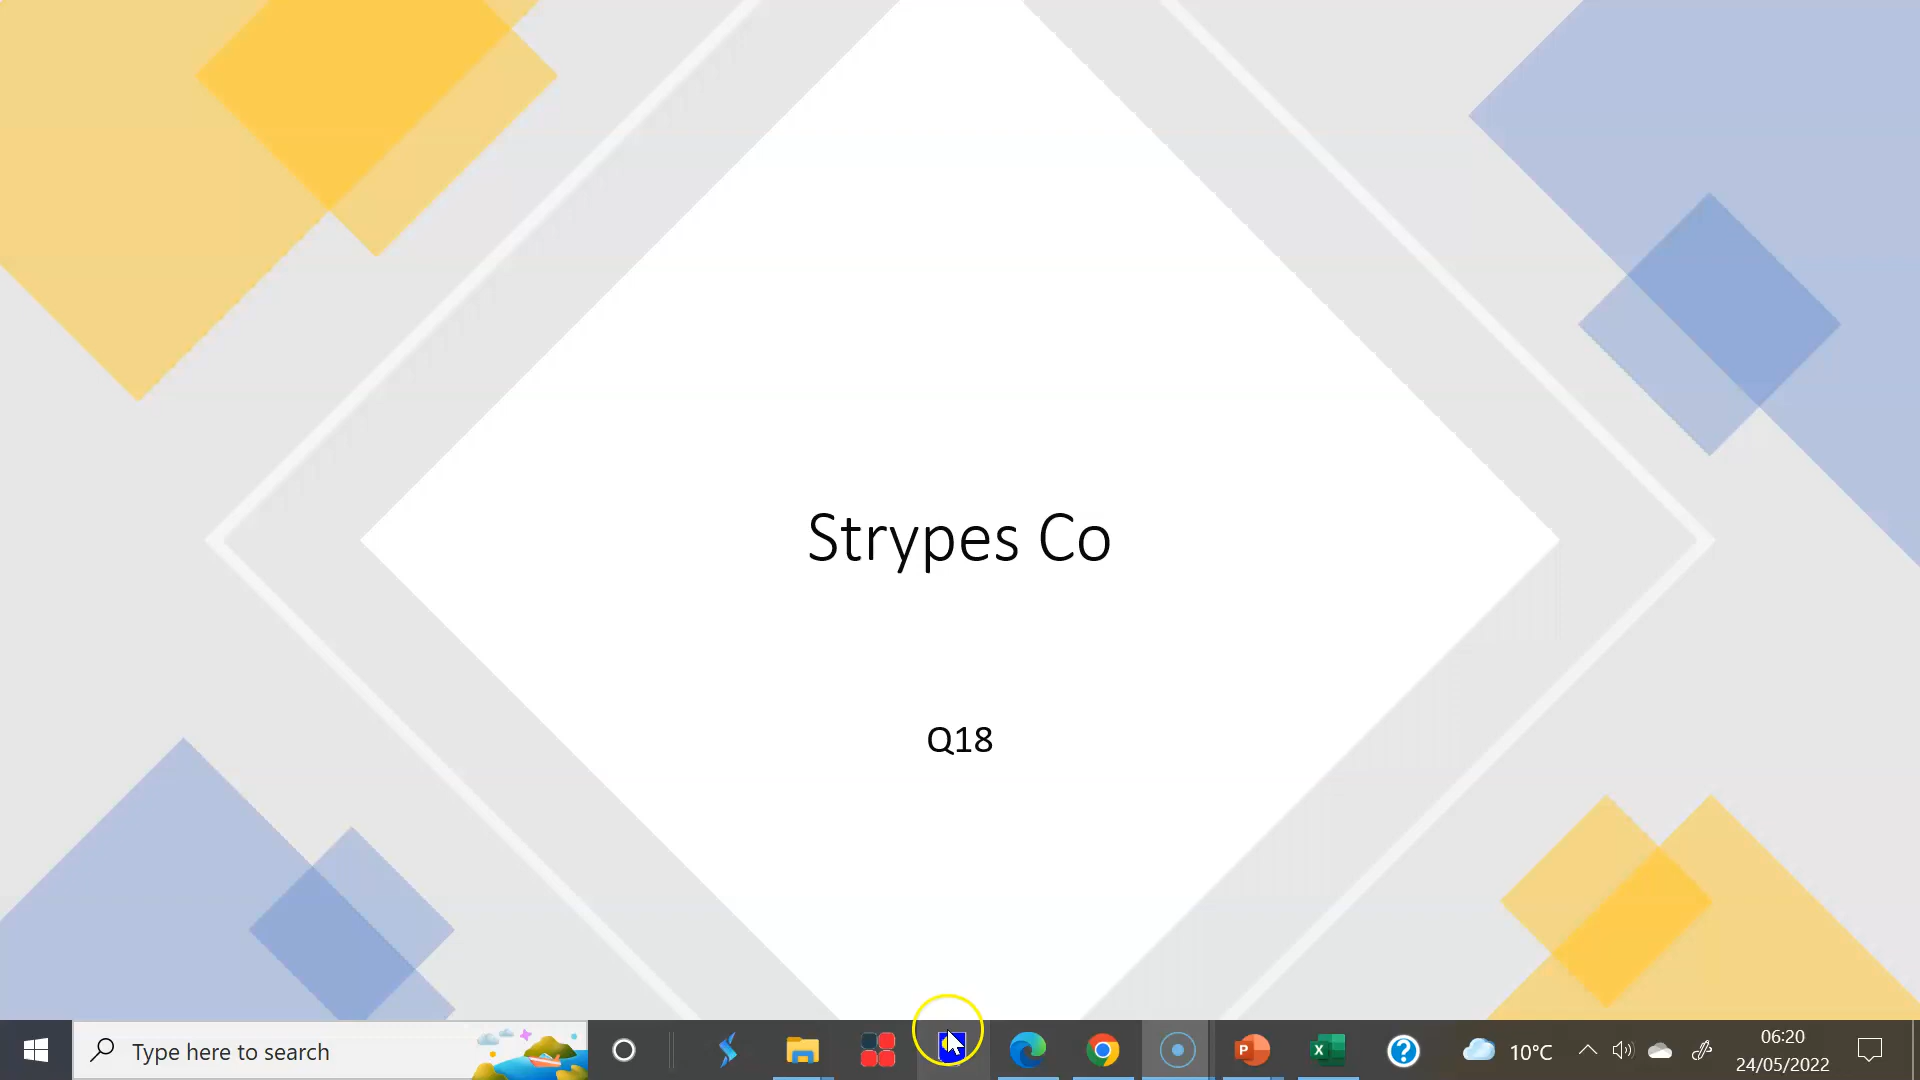 Strypes Co
Q18
Type here to search
P
X
?
10°C
06:20
24/05/2022